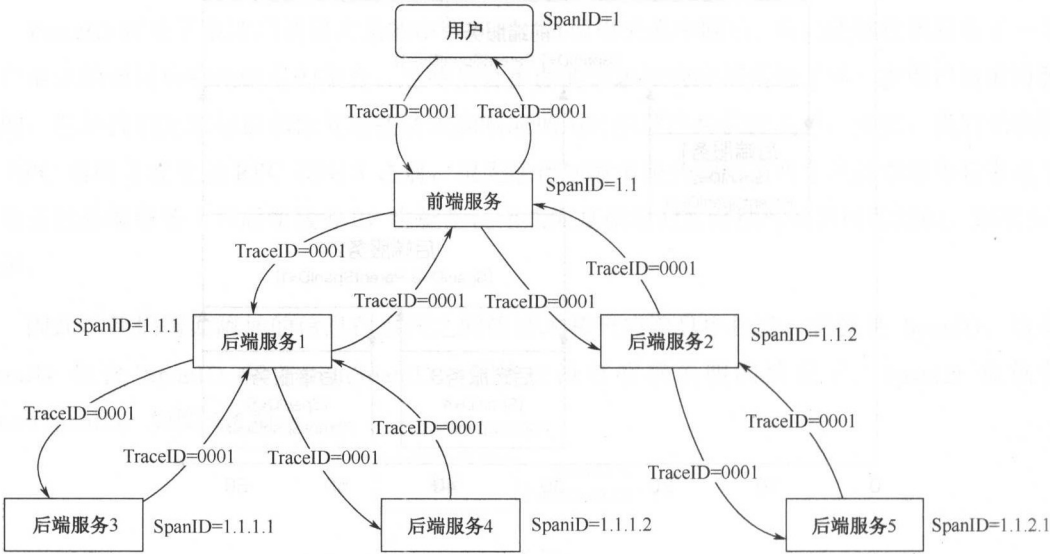 SpanID=1
用户
TraceID=0001
TraceID=0001
SpanID=1.1
前端服务
TraceID=0001
TraceID=0001
TraceID=0001
TraceID=0001
SpanID=1.1.1
后端服务1
后端服务2
SpanID=1.1.2
TraceID=0001
TraceID=0001
TraceID=0001
TraceID=0001
TraceID=0001
TraceID=0001
后端服务3
SpanID=1.1.1.1
后端服务4
SpaniD=1.1.1.2
后端服务5
SpanID=1.1.2.1